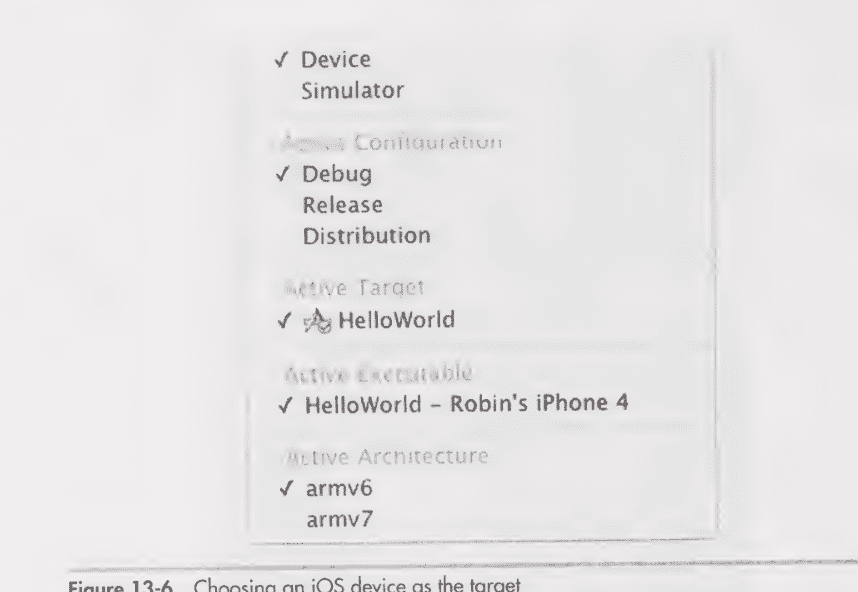 ✓ Device
Simulator
Active Configuration
✓ Debug
Release
Distribution
Active Target
✓ HelloWorld
Active Executable
✓ HelloWorld – Robin's iPhone 4
Active Architecture
✓ armv6
armv7
Figure 13-6 Choosing an iOS device as the target